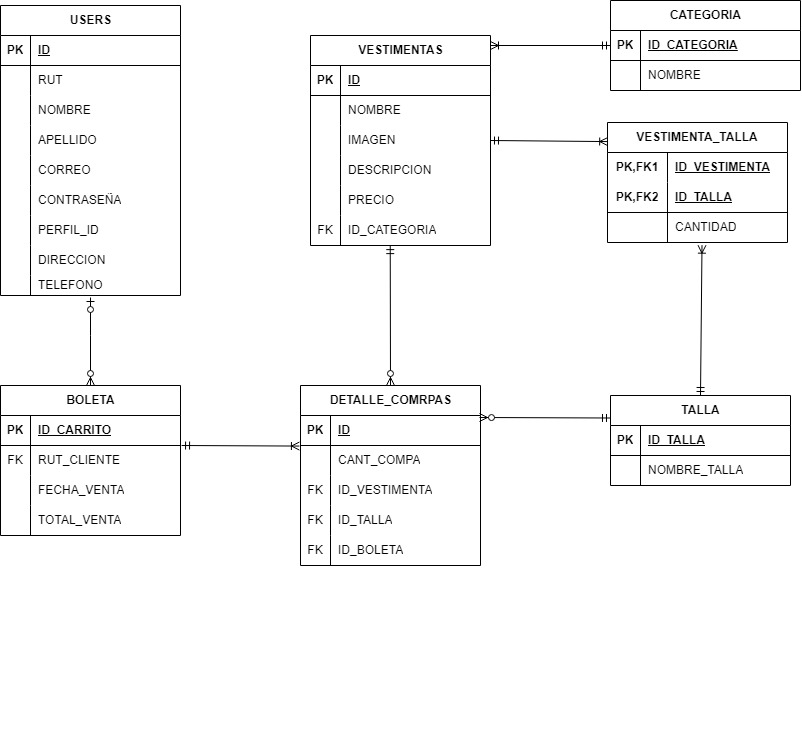 USERS
PK ID
RUT
NOMBRE
APELLIDO
CORREO
CONTRASEÑA
PERFIL_ID
DIRECCION
TELEFONO
VESTIMENTAS
PK ID
NOMBRE
IMAGEN
DESCRIPCION
PRECIO
FK ID_CATEGORIA
CATEGORIA
PK ID_CATEGORIA
NOMBRE
VESTIMENTA_TALLA
PK,FK1 ID_VESTIMENTA
PK,FK2 ID_TALLA
CANTIDAD
BOLETA
PK ID_CARRITO
FK RUT_CLIENTE
FECHA_VENTA
TOTAL_VENTA
DETALLE_COMRPAS
PK ID
CANT_COMPA
FK ID_VESTIMENTA
FK ID_TALLA
FK ID_BOLETA
TALLA
PK ID_TALLA
NOMBRE_TALLA